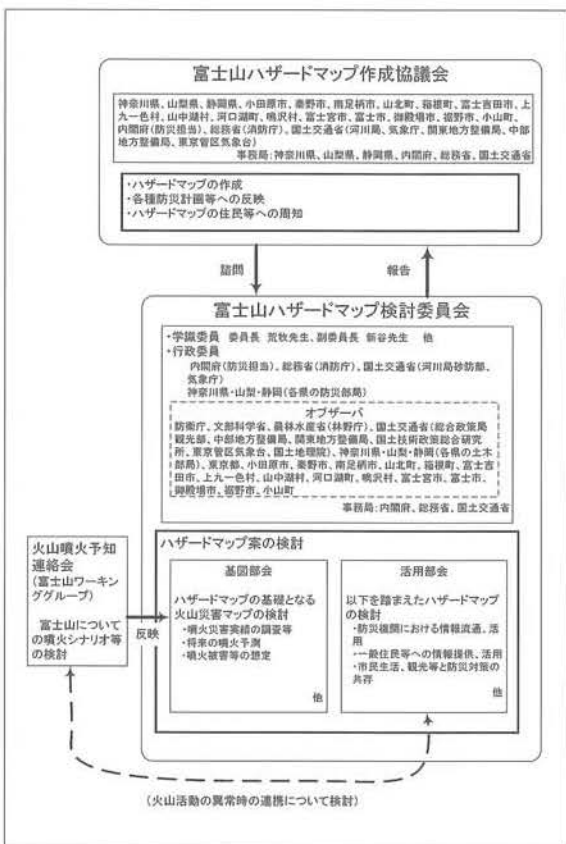 富士山ハザードマップ作成協議会
神奈川県、山梨県、静岡県、小田原市、秦野市、南足柄市、山北町、箱根町、富士吉田市、上
九一色村、山中湖村、河口湖町、鳴沢村、富士宮市、富士市、御殿場市、裾野市、小山町、
内閣府(防災担当)、総務省(消防庁)、国土交通省(河川局、気象庁、関東地方整備局、中部
地方整備局、東京管区気象台)
事務局:神奈川県、山梨県、静岡県、内閣府、総務省、国土交通省
・ハザードマップの作成
・各種防災計画等への反映
・ハザードマップの住民等への周知
諮問
報告
富士山ハザードマップ検討委員会
・学識委員 委員長 荒牧先生、副委員長 新谷先生 他
・行政委員
内閣府(防災担当)、総務省(消防庁)、国土交通省(河川局砂防部、
気象庁)
神奈川県・山梨・静岡(各県の防災部局)
オブザーバ
防衛庁、文部科学省、農林水産省(林野庁)、国土交通省(総合政策局
観光部、中部地方整備局、関東地方整備局、国土技術政策総合研究
所、東京管区気象台、国土地理院)、神奈川県・山梨・静岡(各県の土木
部局)、東京都、小田原市、秦野市、南足柄市、山北町、箱根町、富士吉
田市、上九一色村、山中湖村、河口湖町、鳴沢村、富士宮市、富士市、
御殿場市、裾野市、小山町
事務局:内閣府、総務省、国土交通省
火山噴火予知
連絡会
(富士山ワーキン
ググループ)
富士山について
の噴火シナリオ等
の検討
反映
ハザードマップ案の検討
基図部会
ハザードマップの基礎となる
火山災害マップの検討
・噴火災害実績の調査等
・将来の噴火予測
・噴火被害等の想定
他
活用部会
以下を踏まえたハザードマップ
の検討
・防災機関における情報流通、活
用
・一般住民等への情報提供、活用
・市民生活、観光等と防災対策の
共存
他
(火山活動の異常時の連携について検討)